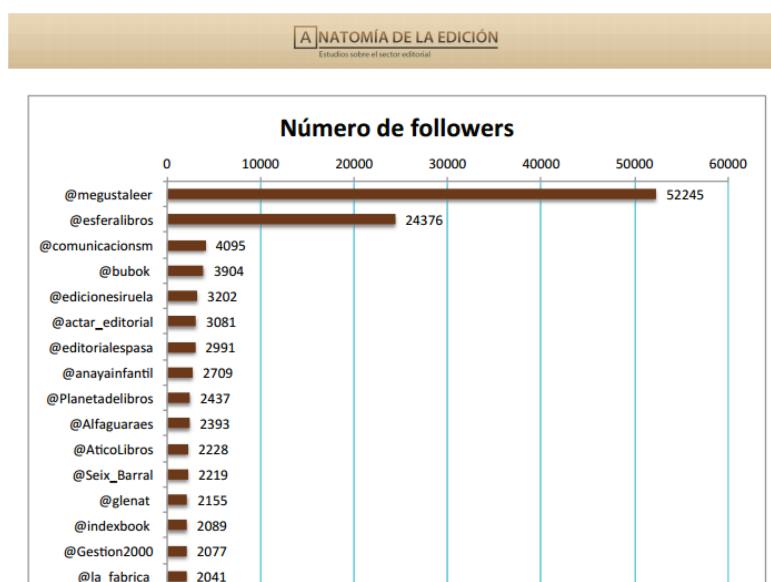 ANATOMÍA DE LA EDICIÓN
Estudios sobre el sector editorial
Número de followers
0 10000 20000 30000 40000 50000 60000
@megustaleer 52245
@esferalibros 24376
@comunicacionsm 4095
@bubok 3904
@edicionesiruela 3202
@actar_editorial 3081
@editorialespasa 2991
@anayainfantil 2709
@Planetadelibros 2437
@Alfaguaraes 2393
@AticoLibros 2228
@Seix_Barral 2219
@glenat 2155
@indexbook 2089
@Gestion2000 2077
@la_fabrica 2041